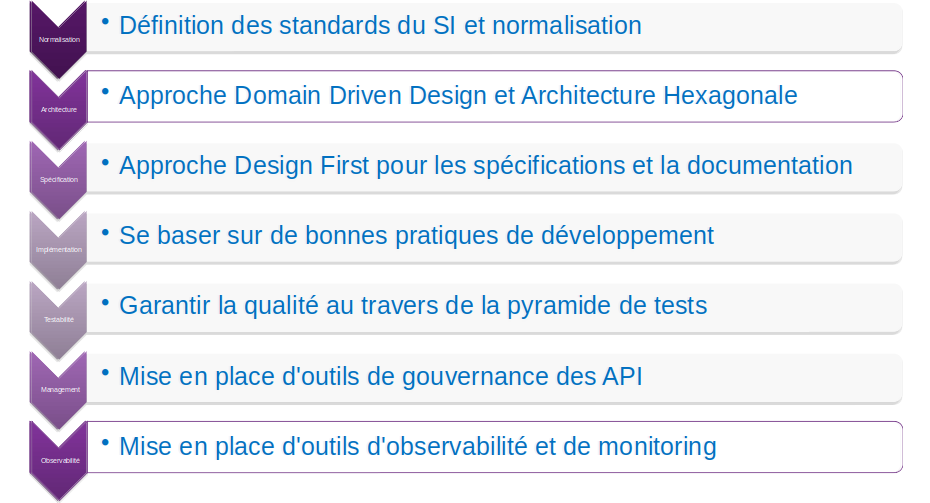 Normalisation
• Définition des standards du SI et normalisation
Architecture
• Approche Domain Driven Design et Architecture Hexagonale
Spécification
• Approche Design First pour les spécifications et la documentation
Implémentation
• Se baser sur de bonnes pratiques de développement
Testabilité
• Garantir la qualité au travers de la pyramide de tests
Management
• Mise en place d'outils de gouvernance des API
Observabilité
• Mise en place d'outils d'observabilité et de monitoring